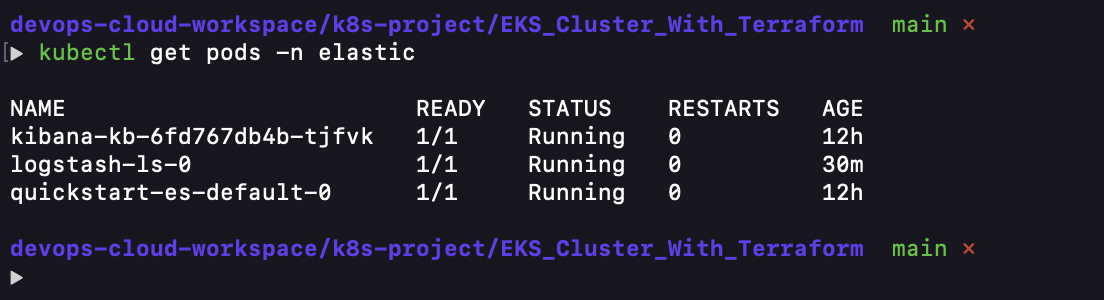 devops-cloud-workspace/k8s-project/EKS_Cluster_With_Terraform main ×
[▶ kubectl get pods -n elastic
NAME READY STATUS RESTARTS AGE
kibana-kb-6fd767db4b-tjfvk 1/1 Running 0 12h
logstash-ls-0 1/1 Running 0 30m
quickstart-es-default-0 1/1 Running 0 12h
devops-cloud-workspace/k8s-project/EKS_Cluster_With_Terraform main ×
▶